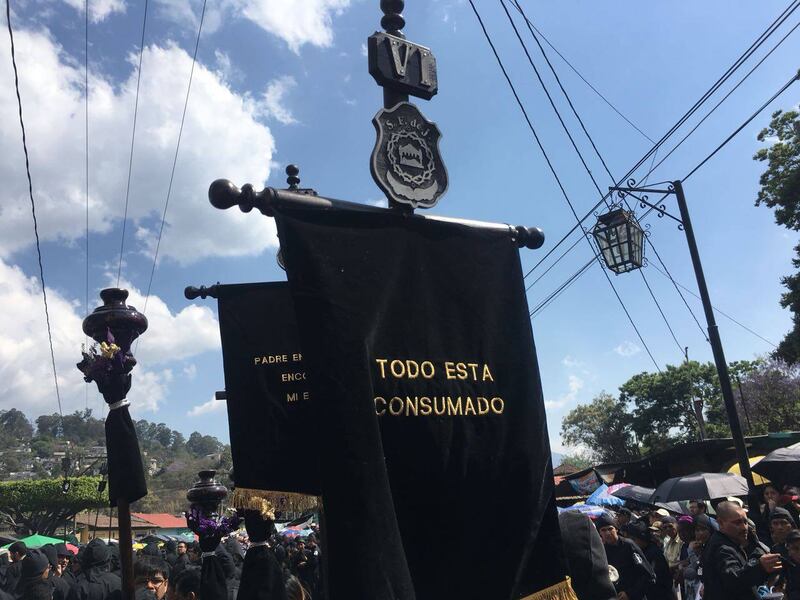 VI
S. F. de J.
PADRE EN
ENCO
MI E
TODO ESTA
CONSUMADO